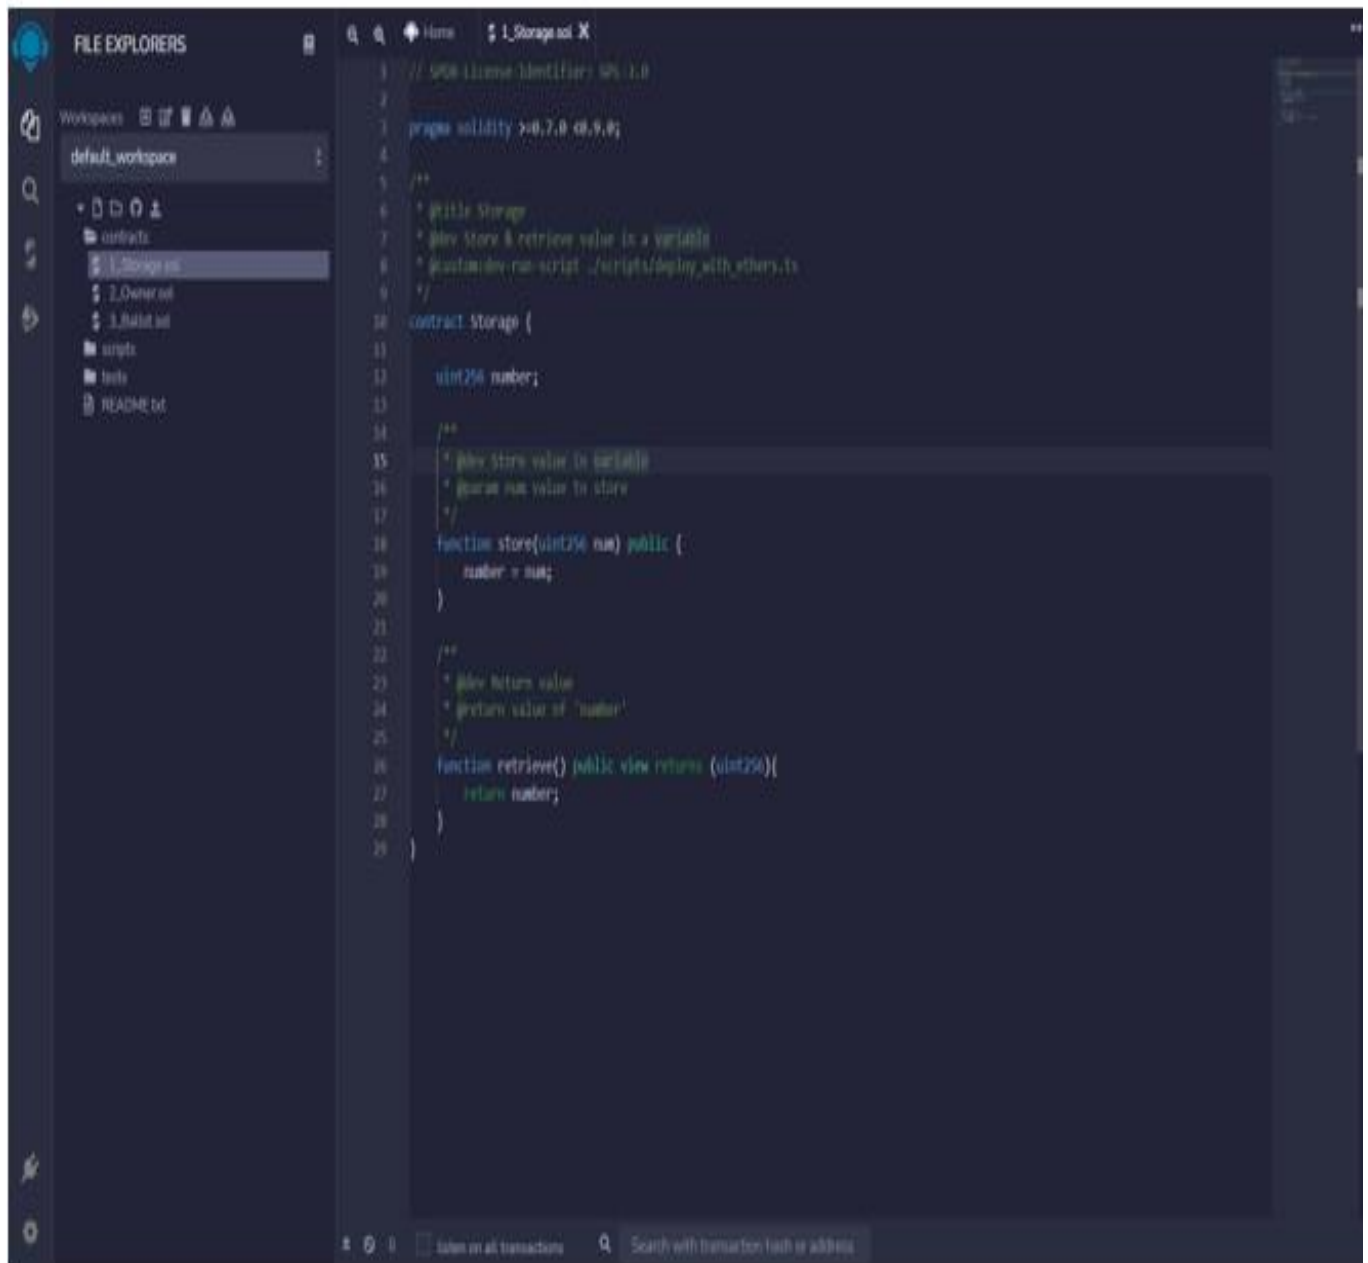 FILE EXPLORERS
Workspaces
default_workspace
contracts
1_Storage.sol
2_Owner.sol
3_Ballot.sol
scripts
tests
README.txt
Home
1_Storage.sol X
1 // SPDX-License-Identifier: GPL-3.0
2
3 pragma solidity >=0.7.0 <0.9.0;
4
5 /**
6 * @title Storage
7 * @dev Store & retrieve value in a variable
8 * @custom:dev-run-script ./scripts/deploy_with_ethers.ts
9 */
10 contract Storage {
11
12 uint256 number;
13
14 /**
15 * @dev Store value in variable
16 * @param num value to store
17 */
18 function store(uint256 num) public {
19 number = num;
20 }
21
22 /**
23 * @dev Return value
24 * @return value of 'number'
25 */
26 function retrieve() public view returns (uint256){
27 return number;
28 }
29 }
0
listen on all transactions
Search with transaction hash or address